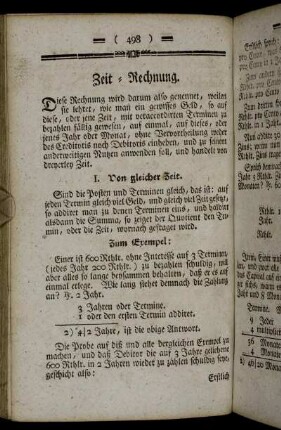 ( 498 )
Zeit = Rechnung.
Diese Rechnung wird darum also genennet, weilen
sie lehret, wie man ein gewisses Geld, so auf
diese, oder jene Zeit, mit veraccordirten Terminen zu
bezahlen fällig gewesen, auf einmal, auf dieses, oder
jenes Jahr oder Monat, ohne Vervortheilung weder
des Creditoris noch Debitoris einheben, und zu seinen
anderweitigen Nutzen anwenden soll, und handelt von
dreyerley Zeit.
I. Von gleicher Zeit.
Sind die Posten und Terminen gleich, das ist: auf
jeden Termin gleich viel Geld, und gleich viel Zeit gesetzt,
so addiret man zu denen Terminen eins, und halbirt
alsdann die Summa, so zeiget der Quotient den Ter-
min, oder die Zeit, wornach gefraget wird.
Zum Exempel:
Einer ist 600 Rthlr. ohne Interesse auf 3 Terminen
(jedes Jahr 200 Rthlr.) zu bezahlen schuldig, will
aber alles so lange beysammen behalten, daß er es auf
einmal erlege. Wie lang stehet demnach die Zahlung
an? ℞. 2 Jahr.
3 Jahren oder Termine.
1 oder den ersten Termin addiret.
2) 4|2 Jahre, ist die obige Antwort.
Die Probe auf diß und alle dergleichen Exempel zu
machen, und daß Debitor die auf 3 Jahre geliehene
600 Rthlr. in 2 Jahren wieder zu zahlen schuldig sey,
geschicht also:
Erstlich